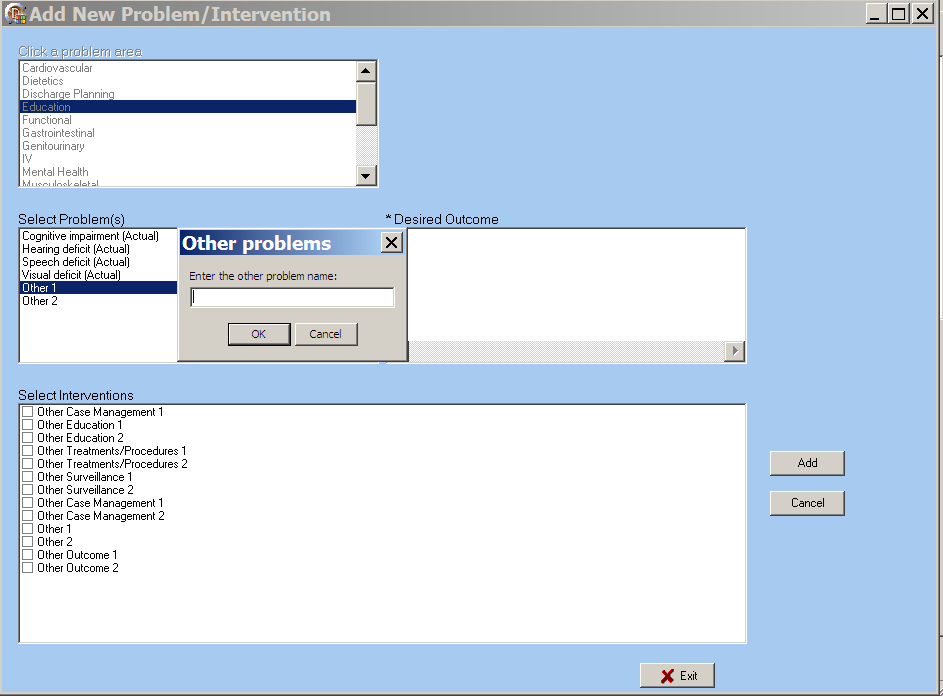 Add New Problem/Intervention
Click a problem area
Cardiovascular
Dietetics
Discharge Planning
Education
Functional
Gastrointestinal
Genitourinary
IV
Mental Health
Musculoskeletal
Select Problem(s)
Cognitive impairment (Actual)
Hearing deficit (Actual)
Speech deficit (Actual)
Visual deficit (Actual)
Other 1
Other 2
* Desired Outcome
Other problems
Enter the other problem name:
OK
Cancel
Select Interventions
Other Case Management 1
Other Education 1
Other Education 2
Other Treatments/Procedures 1
Other Treatments/Procedures 2
Other Surveillance 1
Other Surveillance 2
Other Case Management 1
Other Case Management 2
Other 1
Other 2
Other Outcome 1
Other Outcome 2
Add
Cancel
Exit